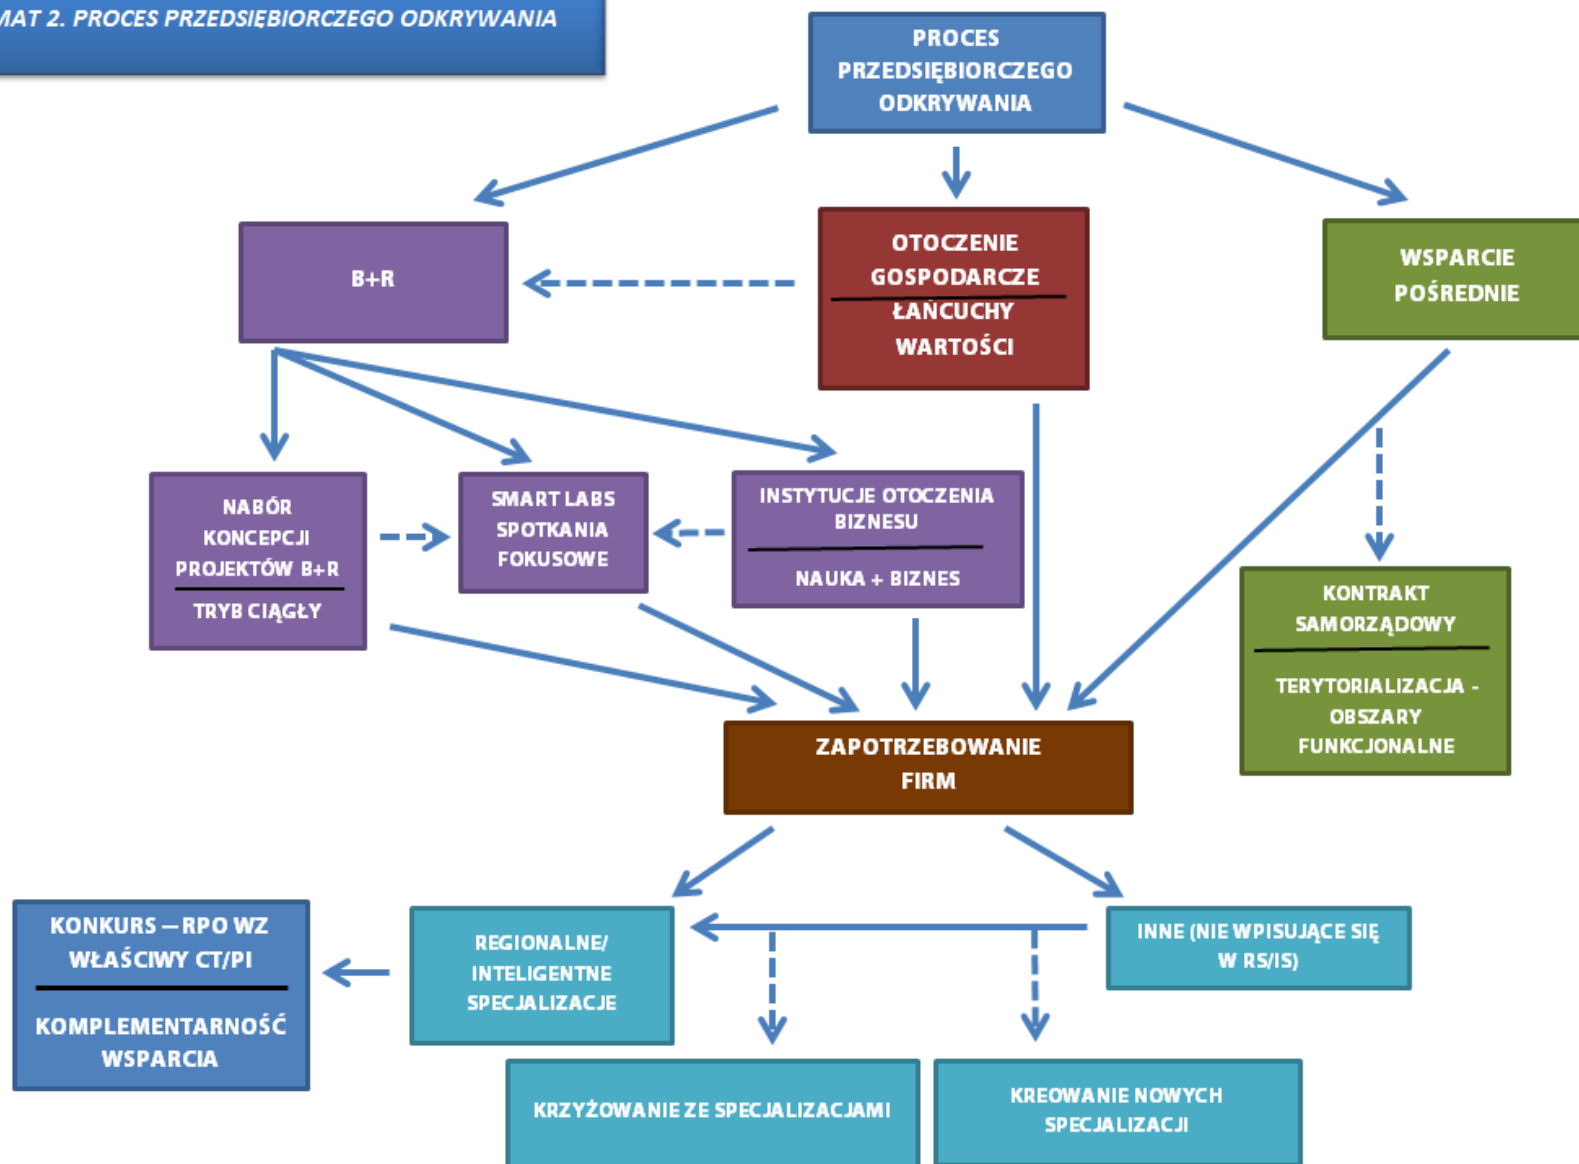 MAT 2. PROCES PRZEDSIĘBIORCZEGO ODKRYWANIA
PROCES
PRZEDSIĘBIORCZEGO
ODKRYWANIA
B+R
OTOCZENIE
GOSPODARCZE
ŁAŃCUCHY
WARTOŚCI
WSPARCIE
POŚREDNIE
NABÓR
KONCEPCJI
PROJEKTÓW B+R
TRYB CIĄGŁY
SMART LABS
SPOTKANIA
FOKUSOWE
INSTYTUCJE OTOCZENIA
BIZNESU
NAUKA + BIZNES
KONTRAKT
SAMORZĄDOWY
TERYTORIALIZACJA -
OBSZARY
FUNKCJONALNE
ZAPOTRZEBOWANIE
FIRM
KONKURS – RPO WZ
WŁAŚCIWY CT/PI
KOMPLEMENTARNOŚĆ
WSPARCIA
REGIONALNE/
INTELIGENTNE
SPECJALIZACJE
INNE (NIE WPISUJĄCE SIĘ
W RS/IS)
KRZYŻOWANIE ZE SPECJALIZACJAMI
KREOWANIE NOWYCH
SPECJALIZACJI